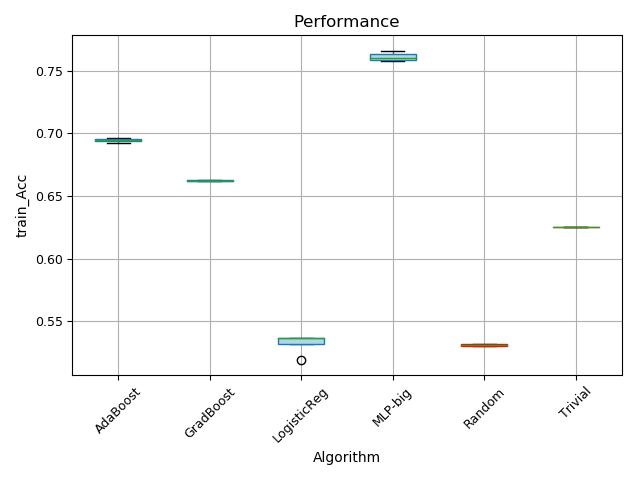 Performance
train_Acc
0.75
0.70
0.65
0.60
0.55
AdaBoost
GradBoost
LogisticReg
MLP-big
Random
Trivial
Algorithm